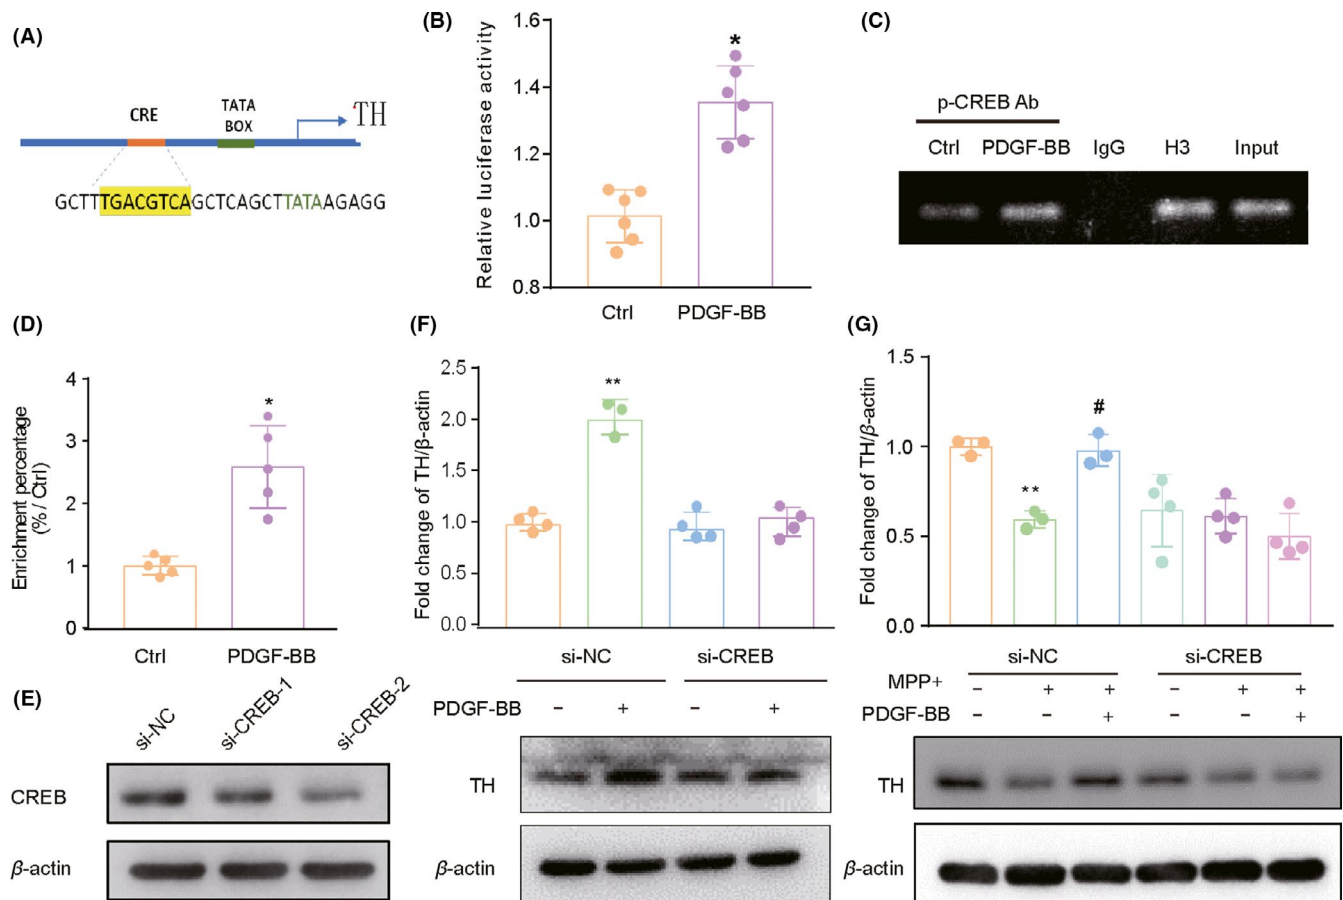 (A)
CRE
TATA
BOX
TH
GCTTTGACGTCAGCTCAGCTTATAAGAGG
(B)
Relative luciferase activity
1.6
1.4
1.2
1.0
0.8
*
Ctrl
PDGF-BB
(C)
p-CREB Ab
Ctrl PDGF-BB IgG H3 Input
(D)
Enrichment percentage
(% / Ctrl)
4
3
2
1
0
*
Ctrl
PDGF-BB
(E)
si-NC
si-CREB-1
si-CREB-2
CREB
β-actin
(F)
Fold change of TH/β-actin
2.5
2.0
1.5
1.0
0.5
0.0
**
si-NC si-CREB
PDGF-BB − + − +
TH
β-actin
(G)
Fold change of TH/β-actin
1.5
1.0
0.5
0.0
**
#
si-NC si-CREB
MPP+ − + + − + +
PDGF-BB − − + − − +
TH
β-actin